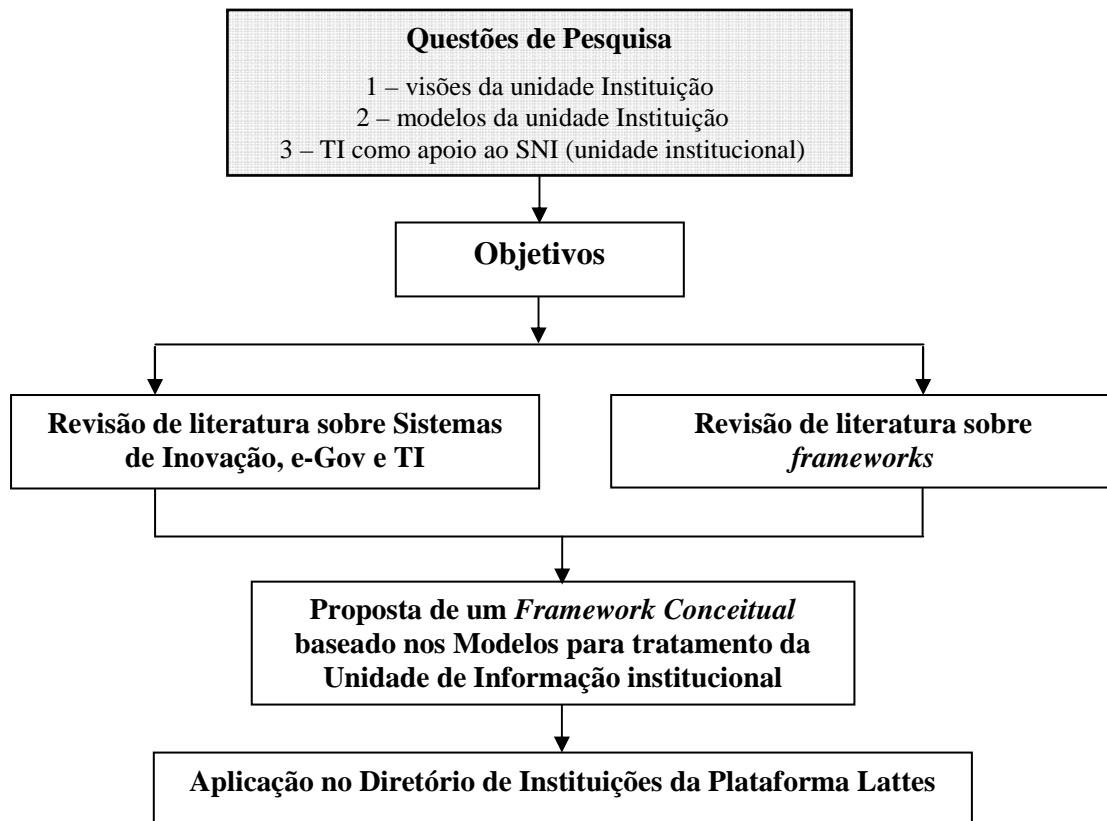 Questões de Pesquisa
1 – visões da unidade Instituição
2 – modelos da unidade Instituição
3 – TI como apoio ao SNI (unidade institucional)
Objetivos
Revisão de literatura sobre Sistemas
de Inovação, e-Gov e TI
Revisão de literatura sobre
frameworks
Proposta de um Framework Conceitual
baseado nos Modelos para tratamento da
Unidade de Informação institucional
Aplicação no Diretório de Instituições da Plataforma Lattes